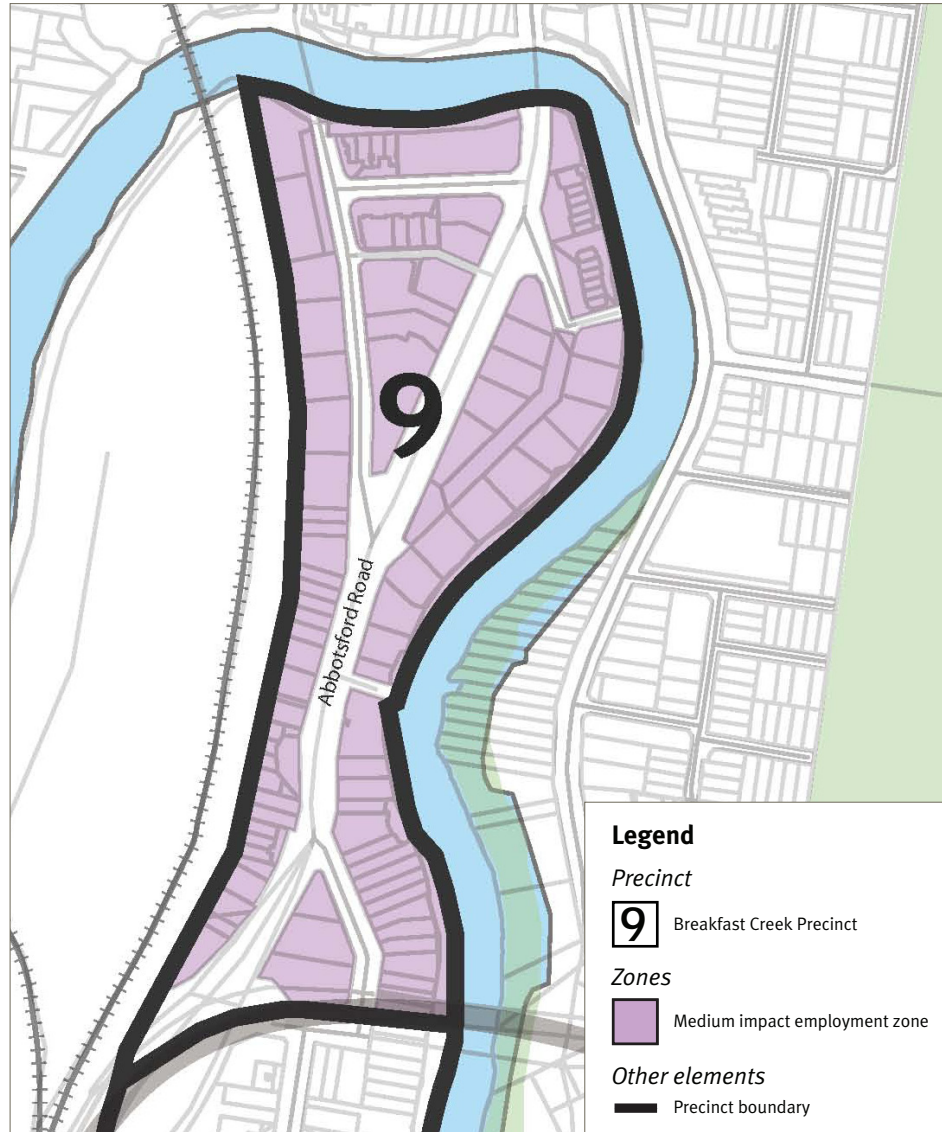 9
Abbotsford Road
Legend
Precinct
9 Breakfast Creek Precinct
Zones
Medium impact employment zone
Other elements
Precinct boundary